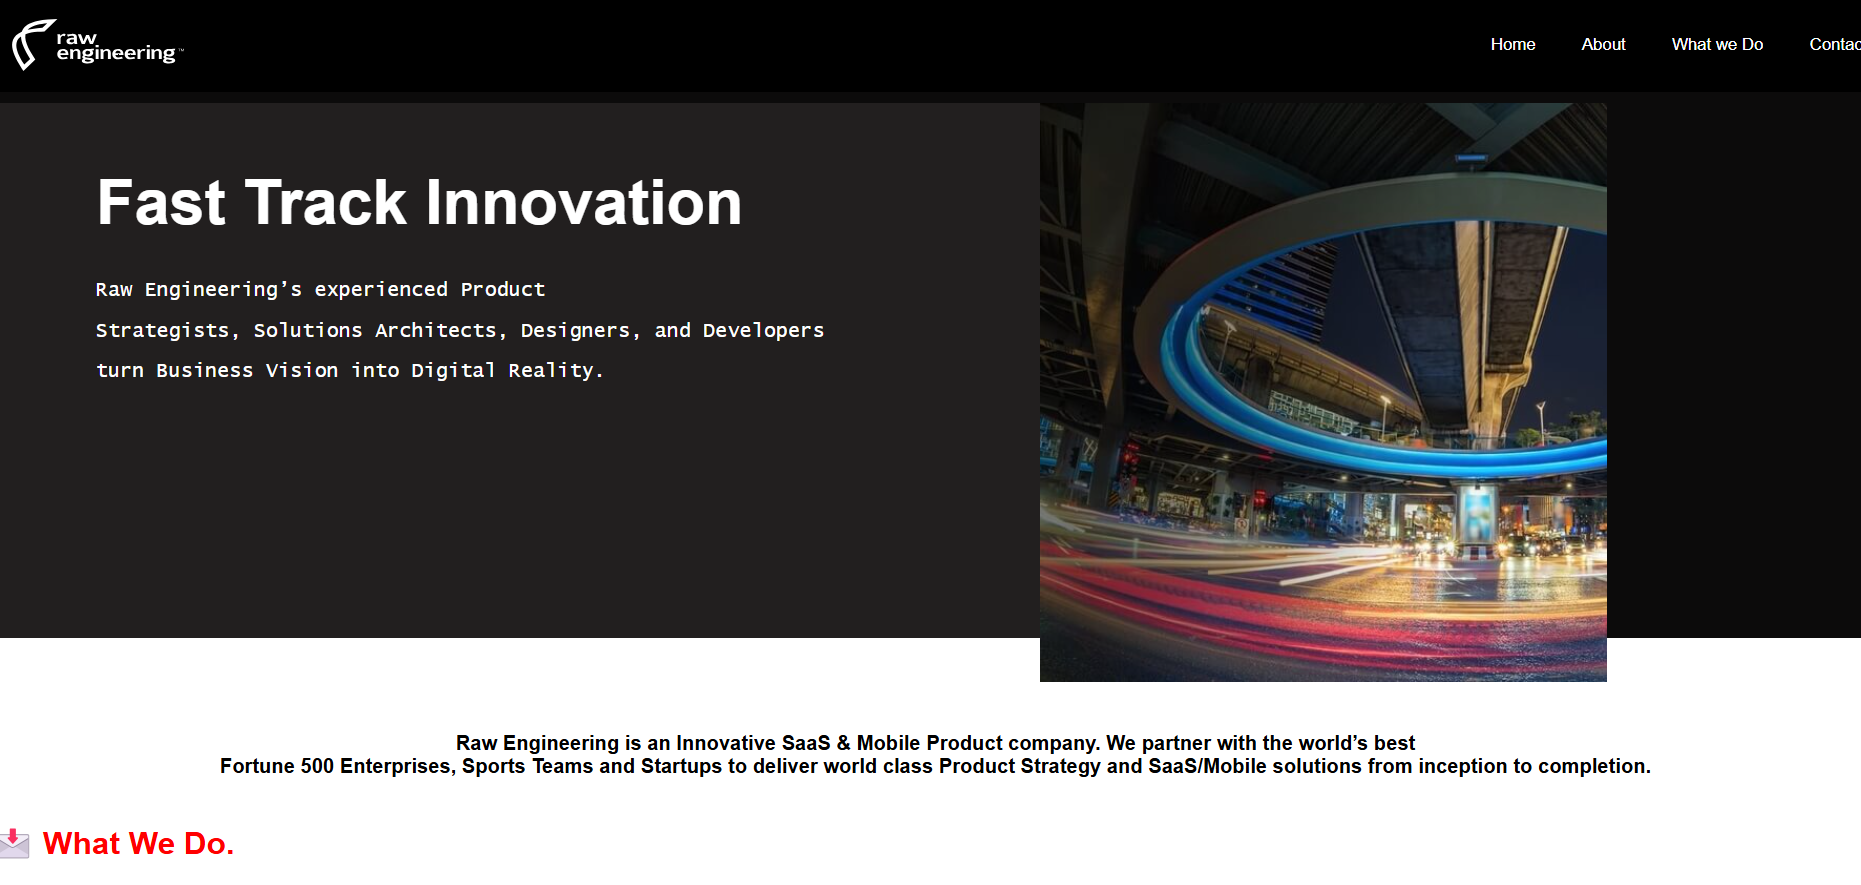 raw
engineering™
Home About What we Do Contac
Fast Track Innovation
Raw Engineering’s experienced Product
Strategists, Solutions Architects, Designers, and Developers
turn Business Vision into Digital Reality.
Raw Engineering is an Innovative SaaS & Mobile Product company. We partner with the world’s best
Fortune 500 Enterprises, Sports Teams and Startups to deliver world class Product Strategy and SaaS/Mobile solutions from inception to completion.
What We Do.